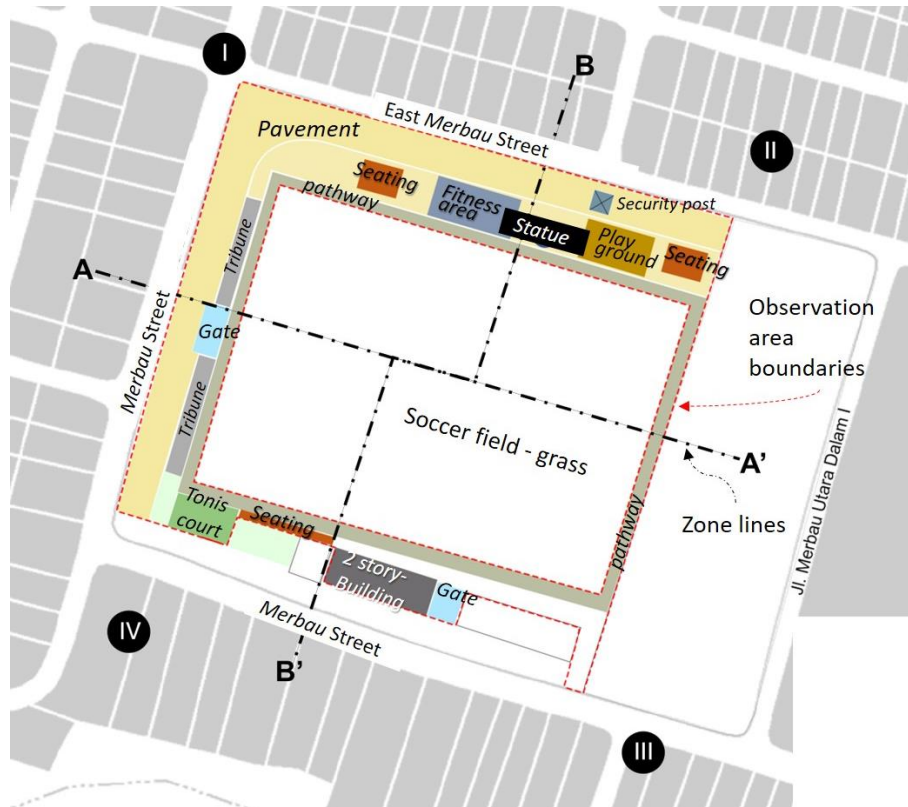 I
B
East Merbau Street
II
Pavement
Seating
pathway
Fitness
area
Statue
Security post
Play
ground
Seating
Tribune
A
Gate
Merbau Street
Tribune
Observation
area
boundaries
Soccer field - grass
A’
Zone lines
pathway
Jl. Merbau Utara Dalam I
Tonis
court
Seating
2 story-
Building
Gate
Merbau Street
IV
B’
III